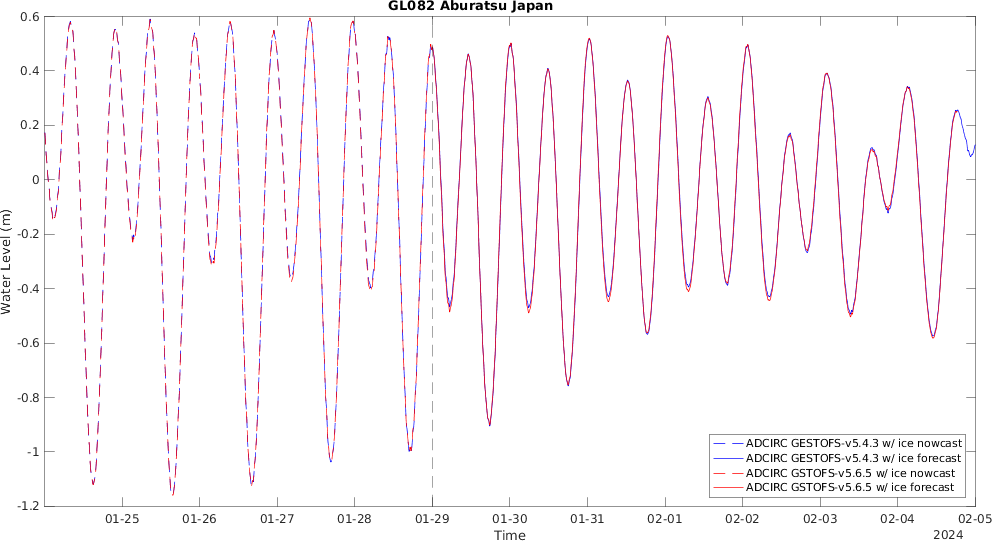 GL082 Aburatsu Japan
0.6
0.4
0.2
0
-0.2
-0.4
-0.6
-0.8
-1
-1.2
Water Level (m)
ADCIRC GESTOFS-v5.4.3 w/ ice nowcast
ADCIRC GESTOFS-v5.4.3 w/ ice forecast
ADCIRC GSTOFS-v5.6.5 w/ ice nowcast
ADCIRC GSTOFS-v5.6.5 w/ ice forecast
01-25 01-26 01-27 01-28 01-29 01-30 01-31 02-01 02-02 02-03 02-04 02-05
Time
2024